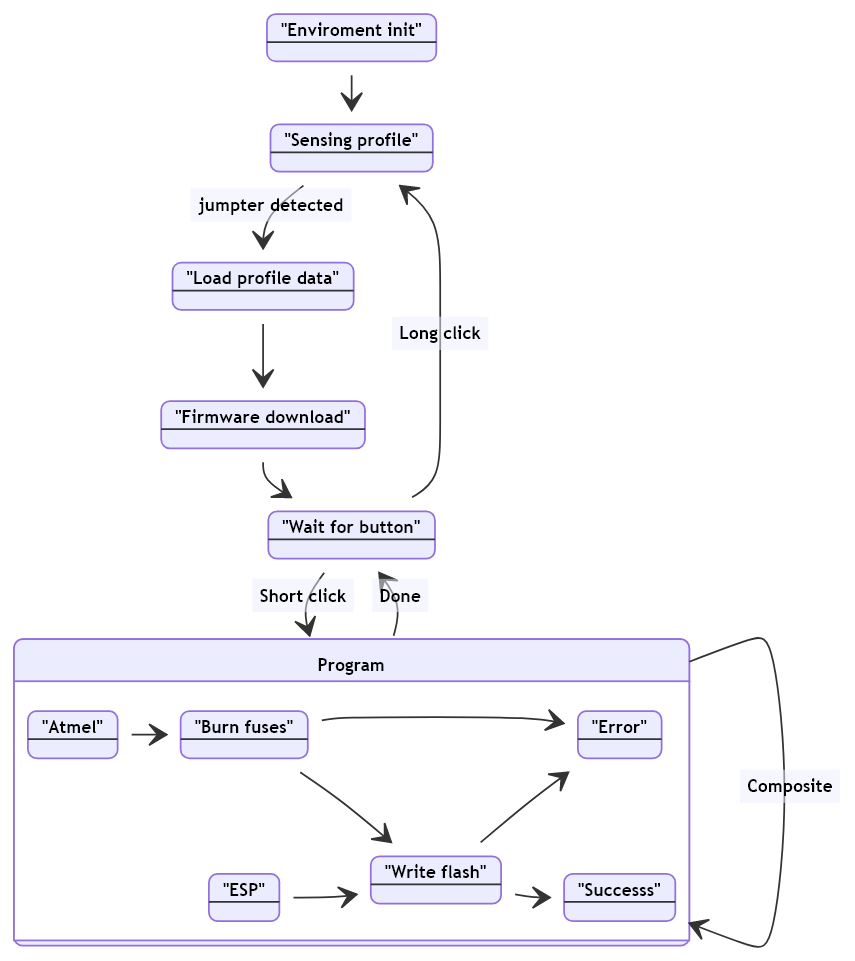 "Enviroment init"
"Sensing profile"
jumpter detected
"Load profile data"
Long click
"Firmware download"
"Wait for button"
Short click
Done
Program
"Atmel"
"Burn fuses"
"Error"
Composite
"Write flash"
"ESP"
"Successs"